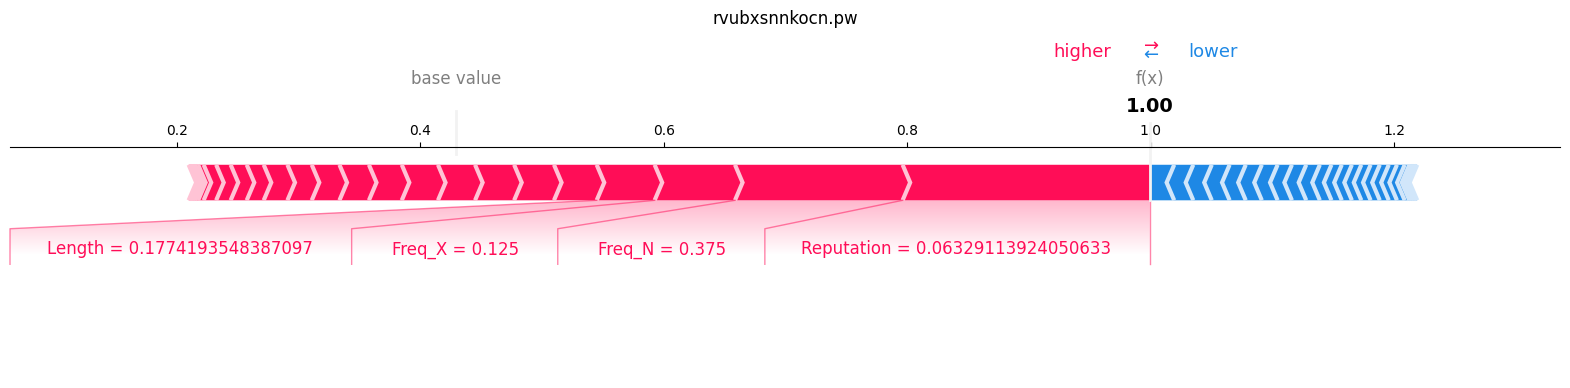 rvubxsnnkocn.pw
higher → ← lower
base value f(x)
1.00
0.2 0.4 0.6 0.8 1 0 1.2
Length = 0.1774193548387097 Freq_X = 0.125 Freq_N = 0.375 Reputation = 0.06329113924050633